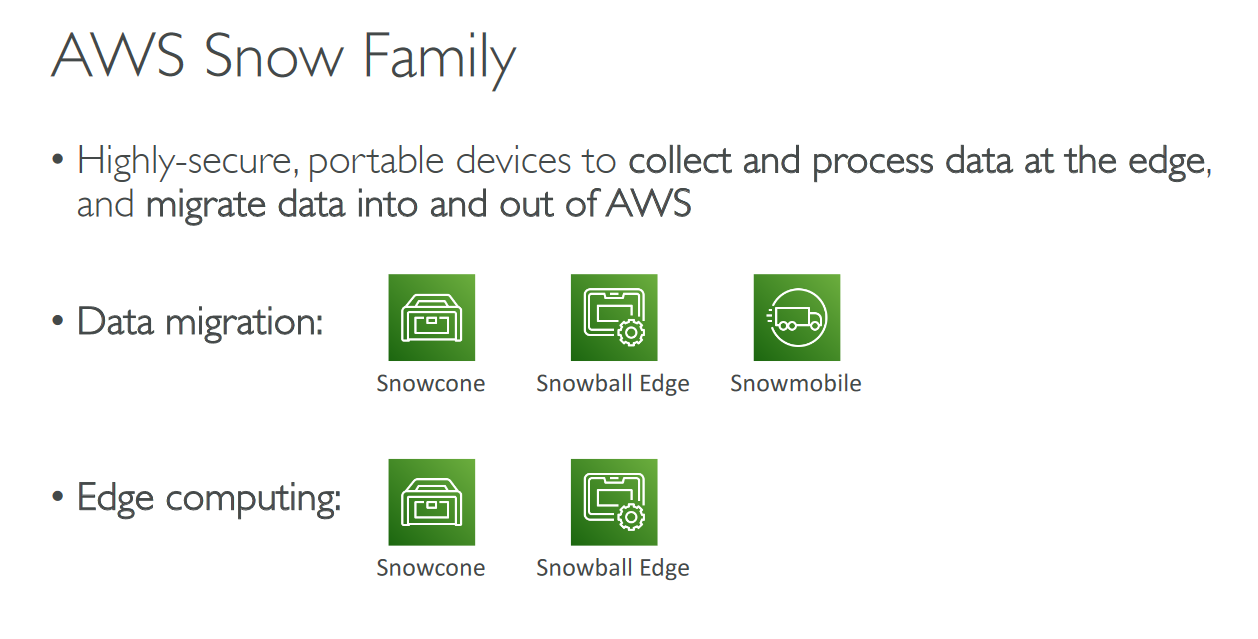 AWS Snow Family
• Highly-secure, portable devices to collect and process data at the edge,
and migrate data into and out of AWS
• Data migration:
Snowcone
Snowball Edge
Snowmobile
• Edge computing:
Snowcone
Snowball Edge